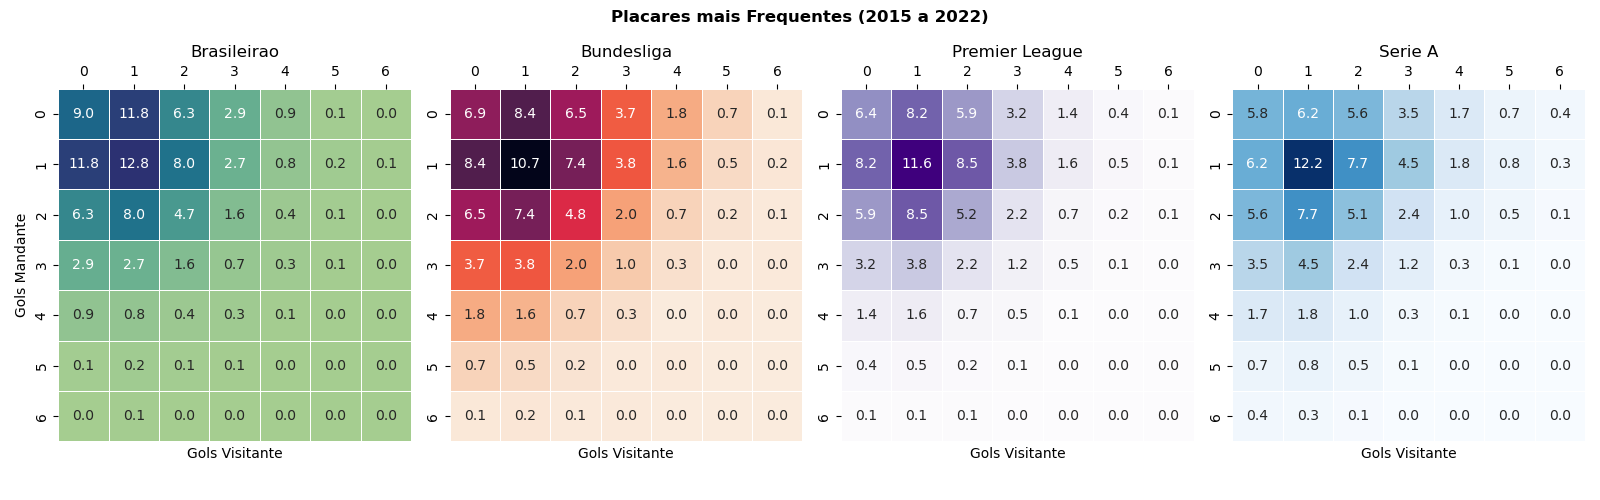 Placares mais Frequentes (2015 a 2022)
Brasileirao
0 1 2 3 4 5 6
0 9.0 11.8 6.3 2.9 0.9 0.1 0.0
1 11.8 12.8 8.0 2.7 0.8 0.2 0.1
2 6.3 8.0 4.7 1.6 0.4 0.1 0.0
3 2.9 2.7 1.6 0.7 0.3 0.1 0.0
4 0.9 0.8 0.4 0.3 0.1 0.0 0.0
5 0.1 0.2 0.1 0.1 0.0 0.0 0.0
6 0.0 0.1 0.0 0.0 0.0 0.0 0.0
Gols Mandante
Gols Visitante
Bundesliga
0 1 2 3 4 5 6
0 6.9 8.4 6.5 3.7 1.8 0.7 0.1
1 8.4 10.7 7.4 3.8 1.6 0.5 0.2
2 6.5 7.4 4.8 2.0 0.7 0.2 0.1
3 3.7 3.8 2.0 1.0 0.3 0.0 0.0
4 1.8 1.6 0.7 0.3 0.0 0.0 0.0
5 0.7 0.5 0.2 0.0 0.0 0.0 0.0
6 0.1 0.2 0.1 0.0 0.0 0.0 0.0
Gols Visitante
Premier League
0 1 2 3 4 5 6
0 6.4 8.2 5.9 3.2 1.4 0.4 0.1
1 8.2 11.6 8.5 3.8 1.6 0.5 0.1
2 5.9 8.5 5.2 2.2 0.7 0.2 0.1
3 3.2 3.8 2.2 1.2 0.5 0.1 0.0
4 1.4 1.6 0.7 0.5 0.1 0.0 0.0
5 0.4 0.5 0.2 0.1 0.0 0.0 0.0
6 0.1 0.1 0.1 0.0 0.0 0.0 0.0
Gols Visitante
Serie A
0 1 2 3 4 5 6
0 5.8 6.2 5.6 3.5 1.7 0.7 0.4
1 6.2 12.2 7.7 4.5 1.8 0.8 0.3
2 5.6 7.7 5.1 2.4 1.0 0.5 0.1
3 3.5 4.5 2.4 1.2 0.3 0.1 0.0
4 1.7 1.8 1.0 0.3 0.1 0.0 0.0
5 0.7 0.8 0.5 0.1 0.0 0.0 0.0
6 0.4 0.3 0.1 0.0 0.0 0.0 0.0
Gols Visitante